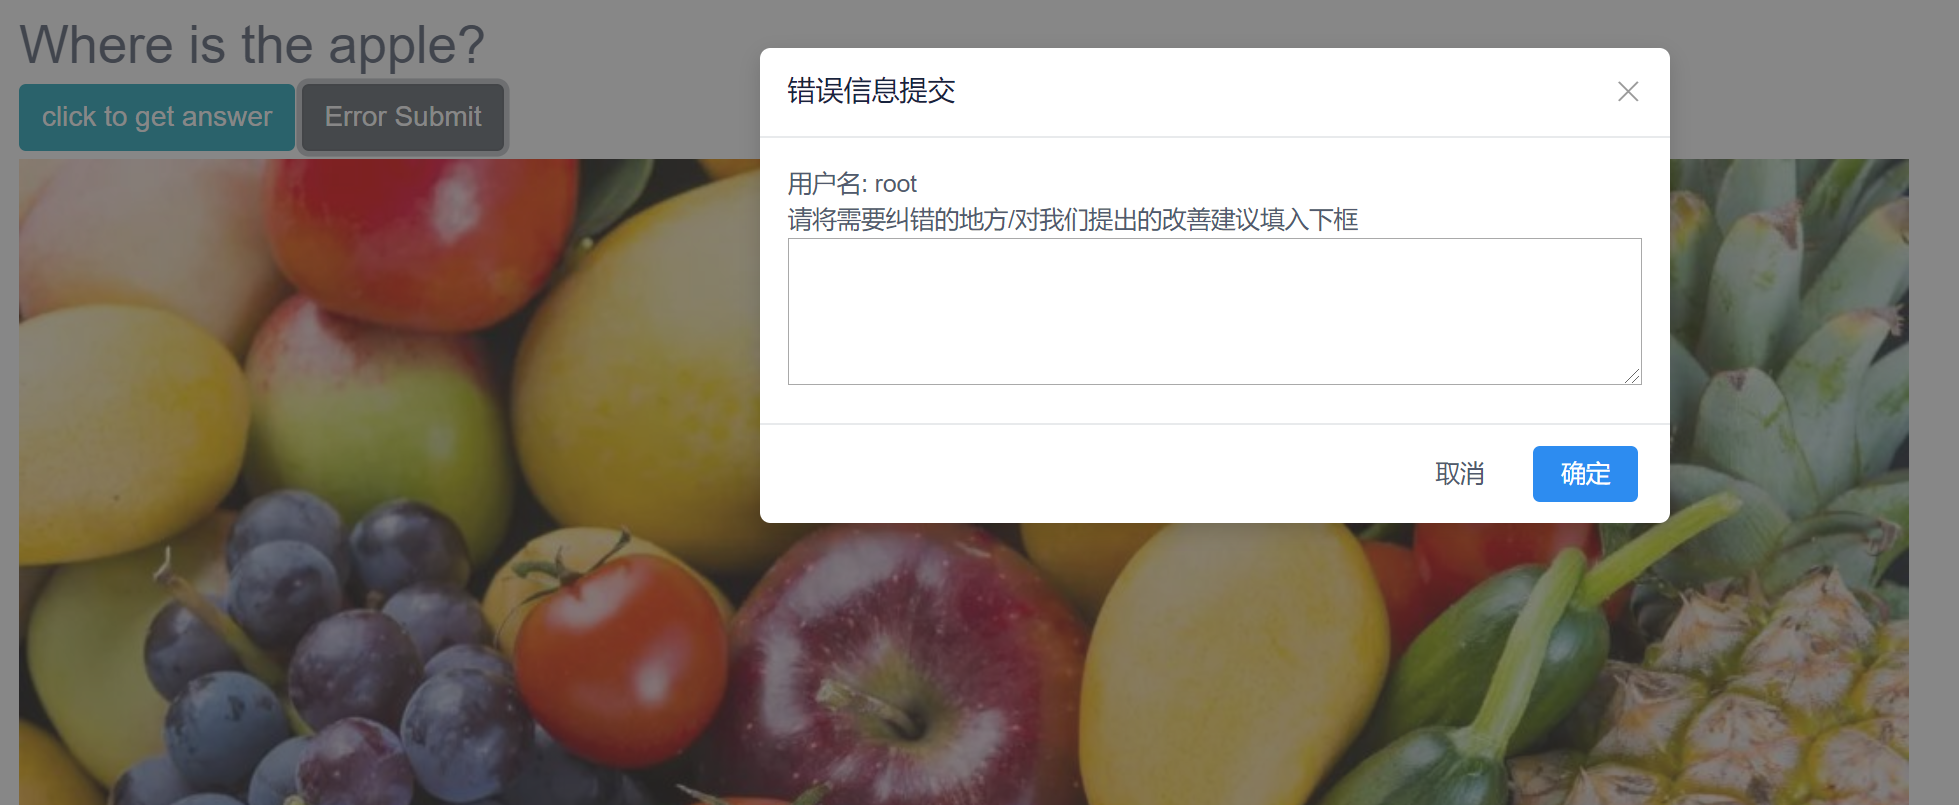 Where is the apple?
click to get answer
Error Submit
错误信息提交
用户名: root
请将需要纠错的地方/对我们提出的改善建议填入下框
取消
确定